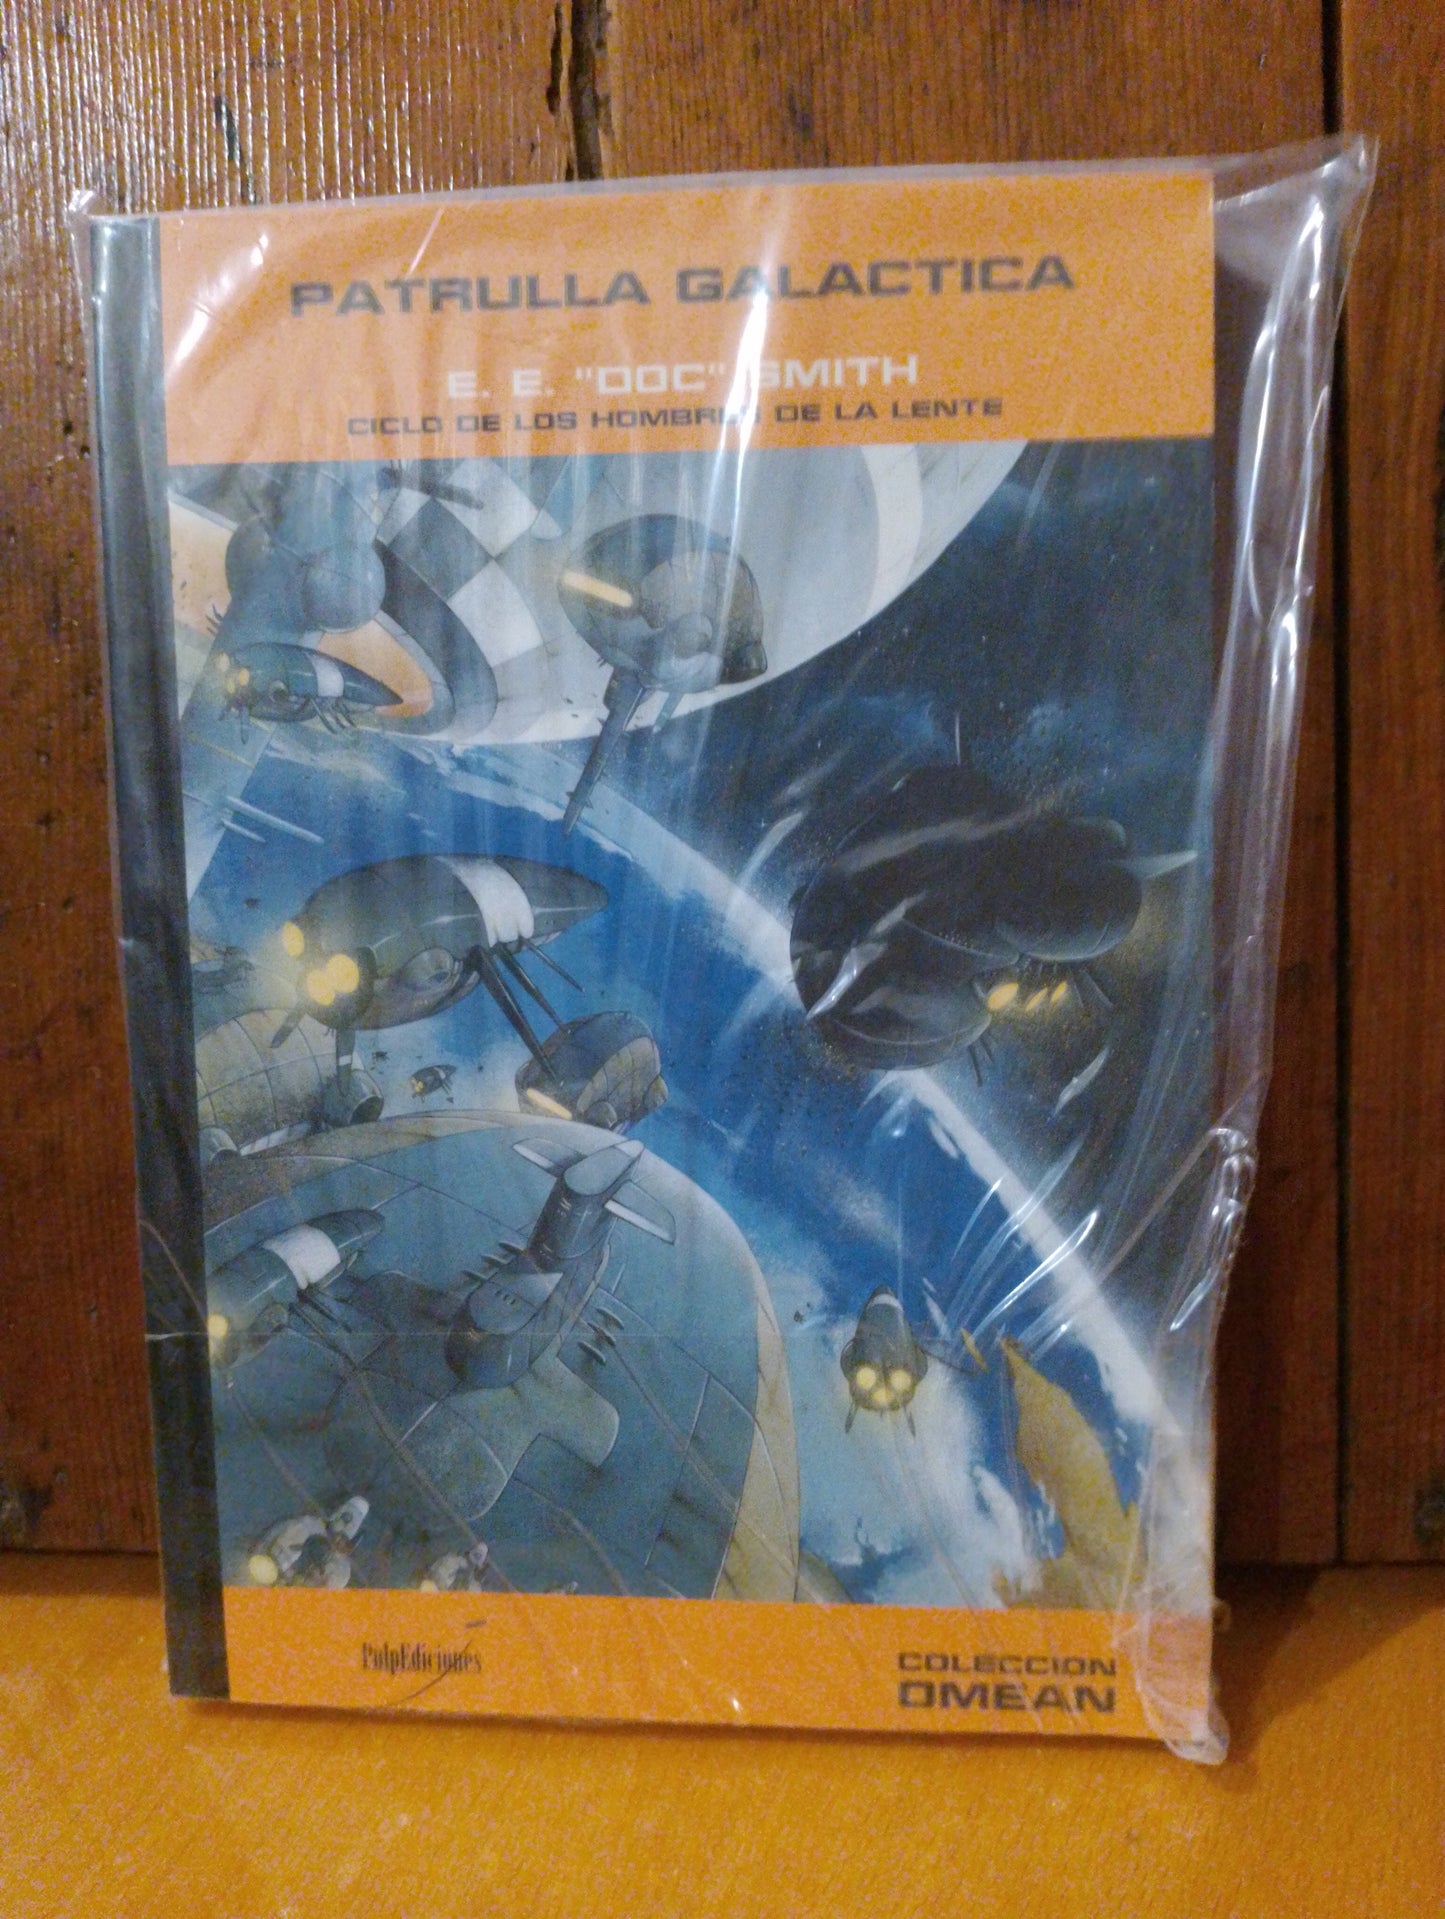 PATRULLA GALACTICA
E. E. "DOC" SMITH
CICLO DE LOS HOMBRES DE LA LENTE
PulpEdiciones
COLECCION
OMEAN